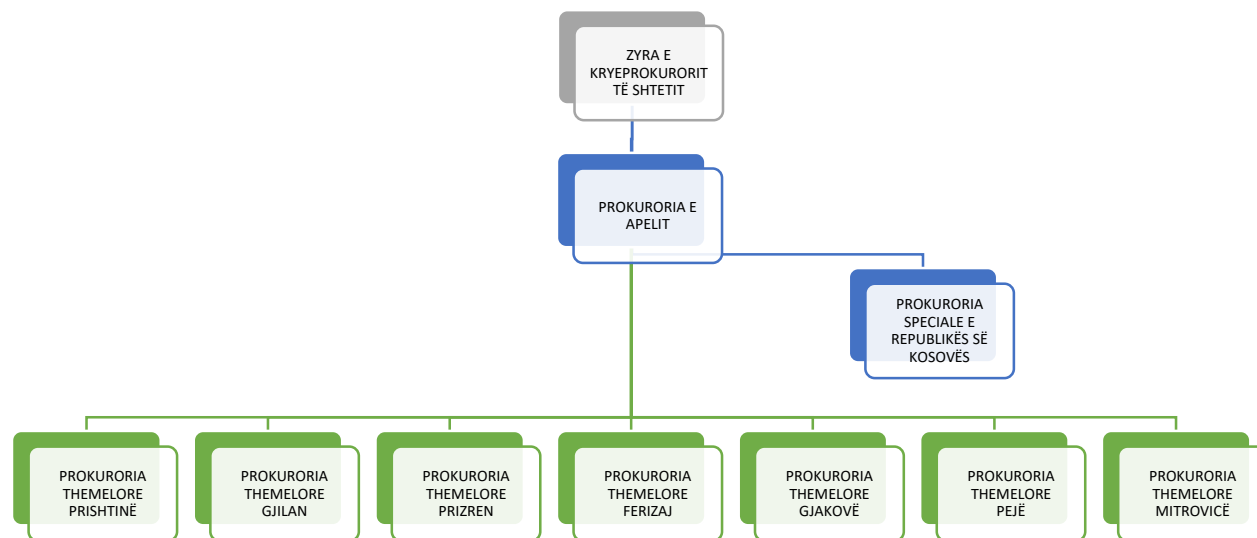 ZYRA E
KRYEPROKURORIT
TË SHTETIT
PROKURORIA E
APELIT
PROKURORIA
SPECIALE E
REPUBLIKËS SË
KOSOVËS
PROKURORIA
THEMELORE
PRISHTINË
PROKURORIA
THEMELORE
GJILAN
PROKURORIA
THEMELORE
PRIZREN
PROKURORIA
THEMELORE
FERIZAJ
PROKURORIA
THEMELORE
GJAKOVË
PROKURORIA
THEMELORE
PEJË
PROKURORIA
THEMELORE
MITROVICË